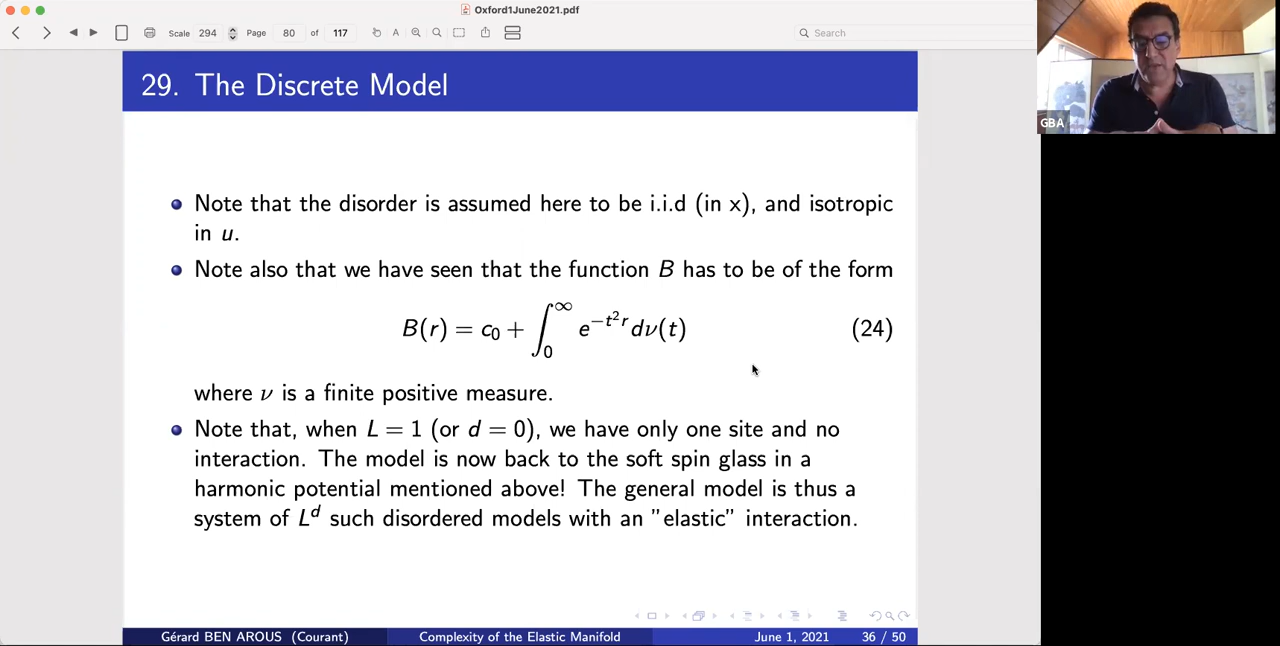 Oxford1June2021.pdf
Scale 294 Page 80 of 117 A Search
29. The Discrete Model
GBA
Note that the disorder is assumed here to be i.i.d (in x), and isotropic
in u.
Note also that we have seen that the function B has to be of the form
B(r) = c₀ + ∫₀^∞ e^{−t²r} dν(t) (24)
where ν is a finite positive measure.
Note that, when L = 1 (or d = 0), we have only one site and no
interaction. The model is now back to the soft spin glass in a
harmonic potential mentioned above! The general model is thus a
system of L^d such disordered models with an "elastic" interaction.
Gérard BEN AROUS (Courant) Complexity of the Elastic Manifold June 1, 2021 36 / 50